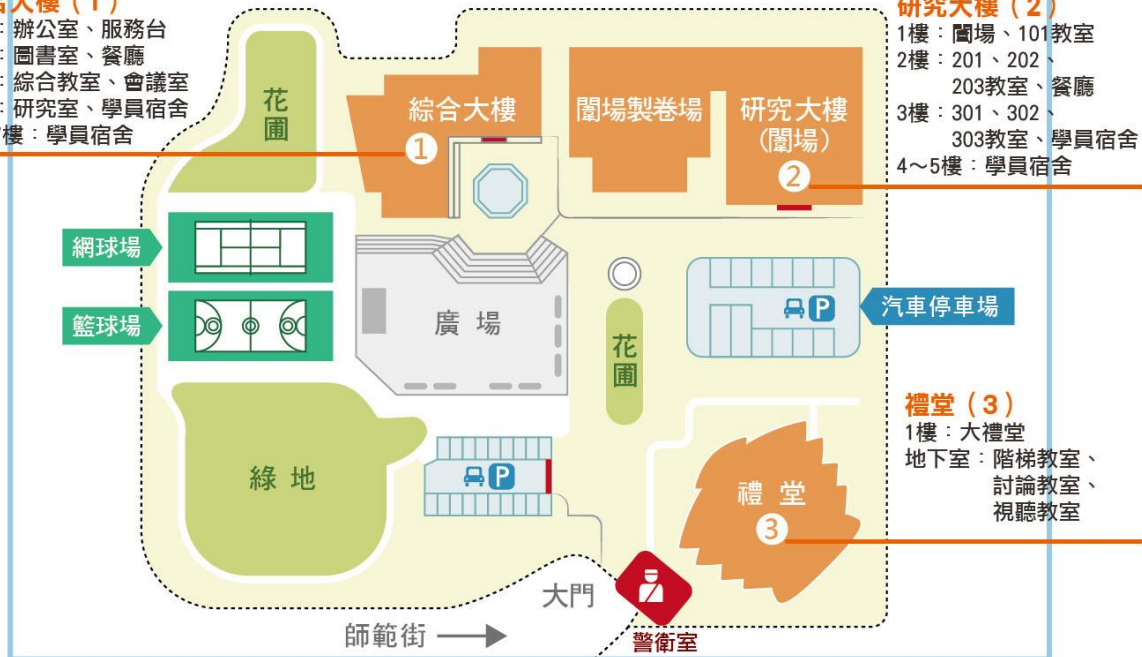 大樓（1）
：辦公室、服務台
：圖書室、餐廳
：綜合教室、會議室
：研究室、學員宿舍
樓：學員宿舍
研究大樓（2）
1樓：闈場、101教室
2樓：201、202、
203教室、餐廳
3樓：301、302、
303教室、學員宿舍
4～5樓：學員宿舍
花圃
綜合大樓
1
闈場製卷場
研究大樓
(闈場)
2
網球場
籃球場
廣場
花圃
P
汽車停車場
禮堂（3）
1樓：大禮堂
地下室：階梯教室、
討論教室、
視聽教室
綠地
P
禮堂
3
大門
師範街
警衛室